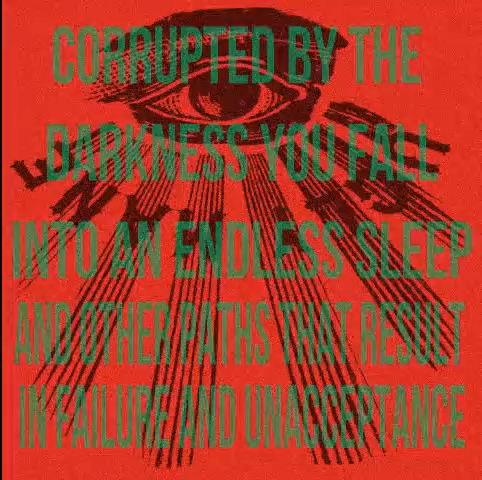 CORRUPTED BY THE
DARKNESS YOU FALL
INTO AN ENDLESS SLEEP
AND OTHER PATHS THAT RESULT
IN FAILURE AND UNACCEPTANCE